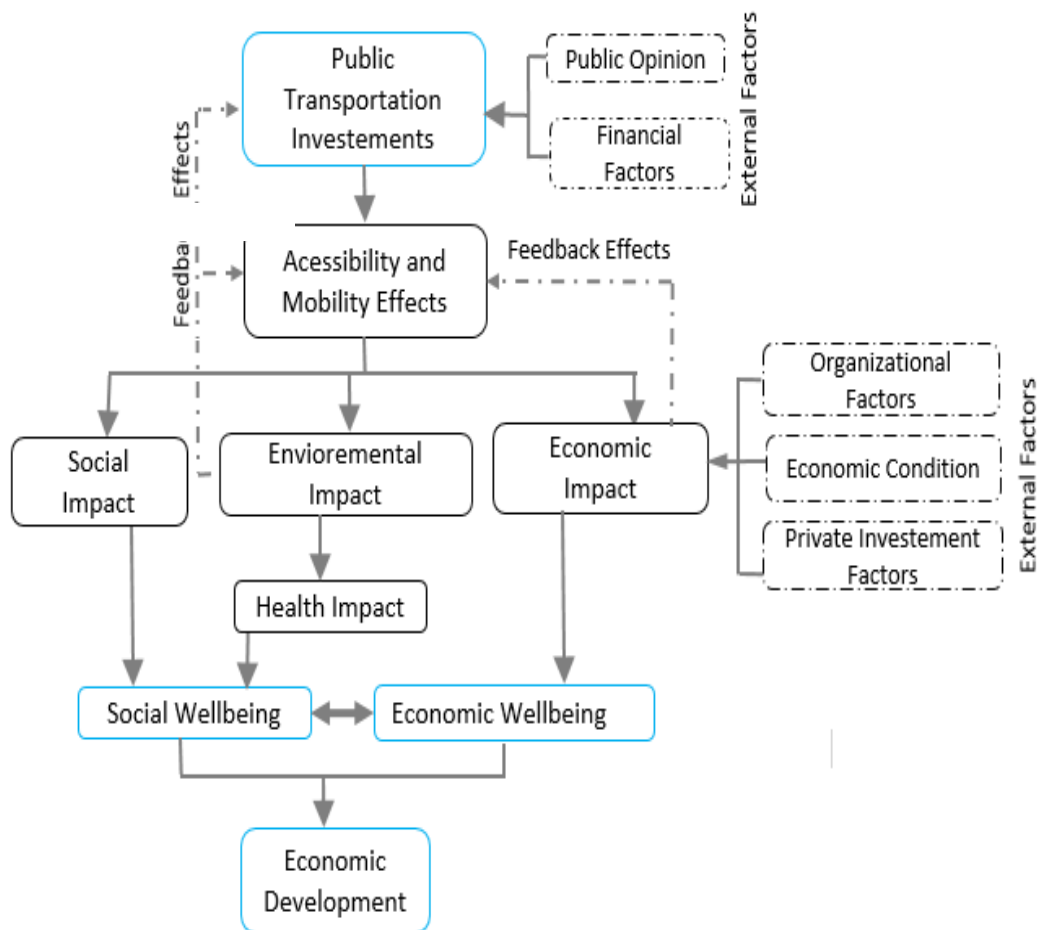 Public
Transportation
Investements
Public Opinion
Financial
Factors
External Factors
Effects
Feedba
Acessibility and
Mobility Effects
Feedback Effects
Social
Impact
Envioremental
Impact
Economic
Impact
Organizational
Factors
Economic Condition
Private Investement
Factors
External Factors
Health Impact
Social Wellbeing
Economic Wellbeing
Economic
Development